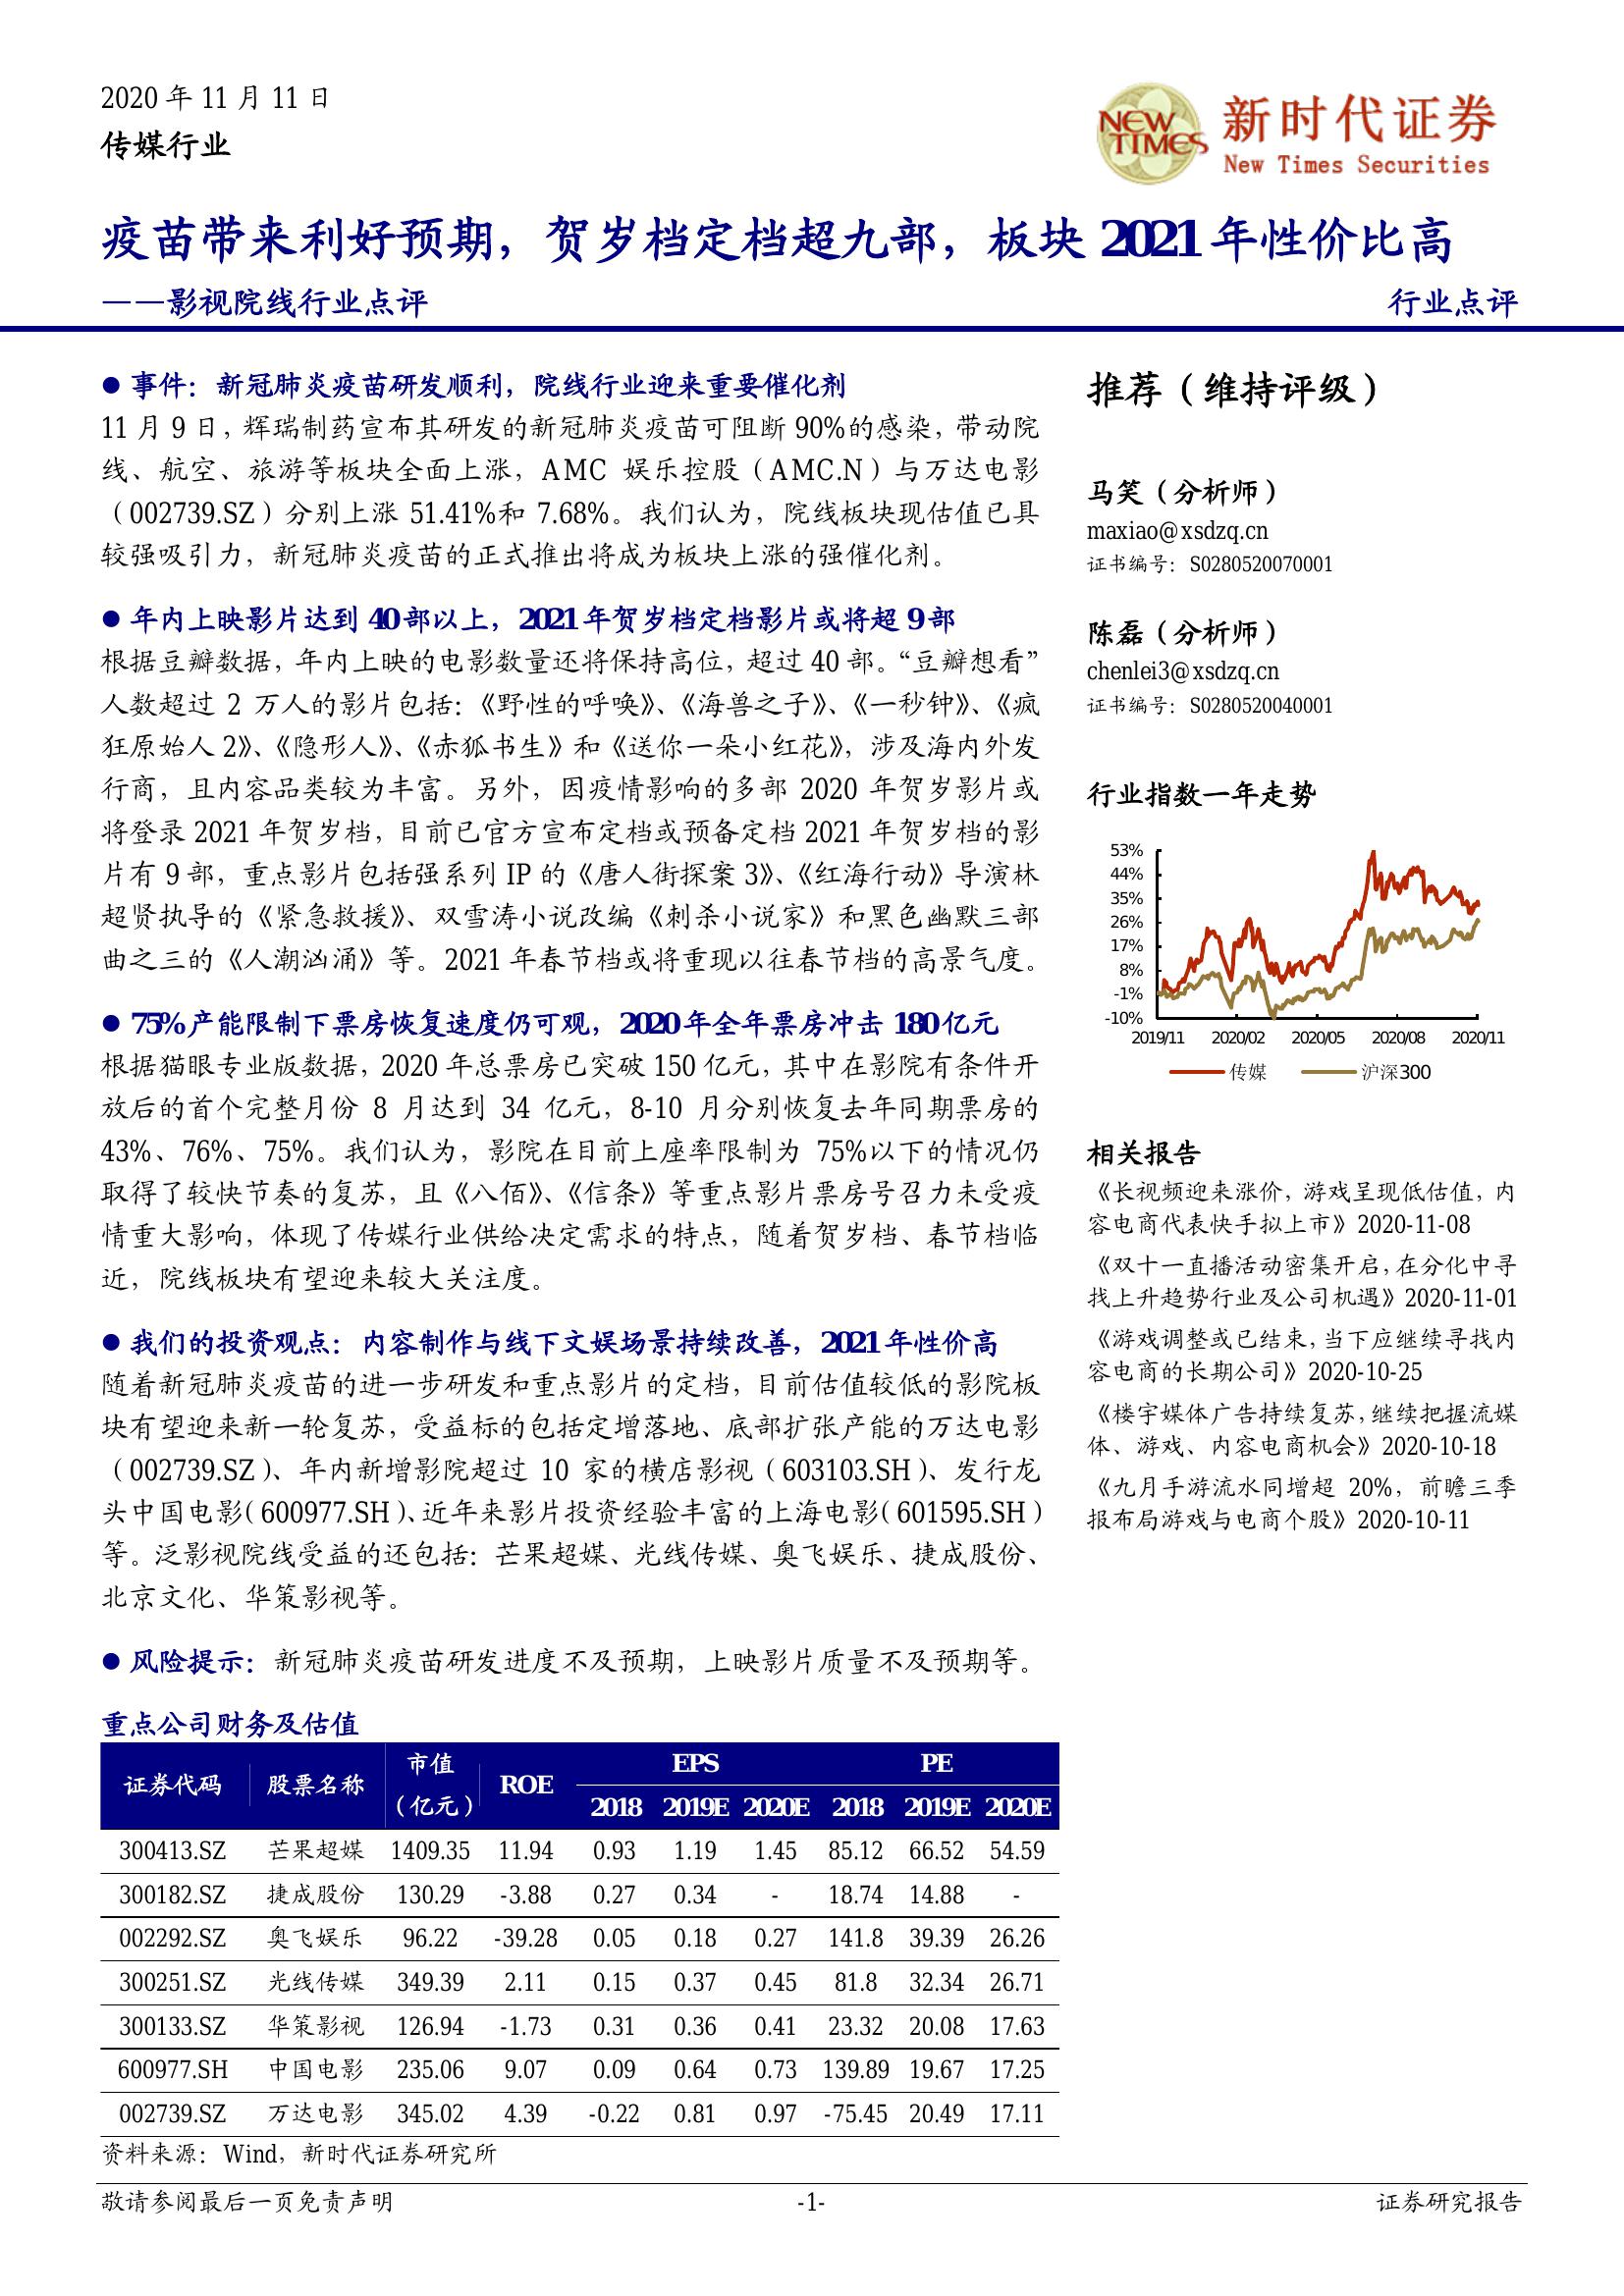 2020 年 11 月 11 日
传媒行业
NEW TIMES
新时代证券
New Times Securities
疫苗带来利好预期，贺岁档定档超九部，板块 2021 年性价比高
——影视院线行业点评
行业点评
● 事件：新冠肺炎疫苗研发顺利，院线行业迎来重要催化剂
11 月 9 日，辉瑞制药宣布其研发的新冠肺炎疫苗可阻断 90%的感染，带动院
线、航空、旅游等板块全面上涨，AMC 娱乐控股（AMC.N）与万达电影
（002739.SZ）分别上涨 51.41%和 7.68%。我们认为，院线板块现估值已具
较强吸引力，新冠肺炎疫苗的正式推出将成为板块上涨的强催化剂。
● 年内上映影片达到 40 部以上，2021 年贺岁档定档影片或将超 9 部
根据豆瓣数据，年内上映的电影数量还将保持高位，超过 40 部。“豆瓣想看”
人数超过 2 万人的影片包括：《野性的呼唤》、《海兽之子》、《一秒钟》、《疯
狂原始人 2》、《隐形人》、《赤狐书生》和《送你一朵小红花》，涉及海内外发
行商，且内容品类较为丰富。另外，因疫情影响的多部 2020 年贺岁影片或
将登录 2021 年贺岁档，目前已官方宣布定档或预备定档 2021 年贺岁档的影
片有 9 部，重点影片包括强系列 IP 的《唐人街探案 3》、《红海行动》导演林
超贤执导的《紧急救援》、双雪涛小说改编《刺杀小说家》和黑色幽默三部
曲之三的《人潮汹涌》等。2021 年春节档或将重现以往春节档的高景气度。
● 75%产能限制下票房恢复速度仍可观，2020 年全年票房冲击 180 亿元
根据猫眼专业版数据，2020 年总票房已突破 150 亿元，其中在影院有条件开
放后的首个完整月份 8 月达到 34 亿元，8-10 月分别恢复去年同期票房的
43%、76%、75%。我们认为，影院在目前上座率限制为 75%以下的情况仍
取得了较快节奏的复苏，且《八佰》、《信条》等重点影片票房号召力未受疫
情重大影响，体现了传媒行业供给决定需求的特点，随着贺岁档、春节档临
近，院线板块有望迎来较大关注度。
● 我们的投资观点：内容制作与线下文娱场景持续改善，2021 年性价高
随着新冠肺炎疫苗的进一步研发和重点影片的定档，目前估值较低的影院板
块有望迎来新一轮复苏，受益标的包括定增落地、底部扩张产能的万达电影
（002739.SZ）、年内新增影院超过 10 家的横店影视（603103.SH）、发行龙
头中国电影（600977.SH）、近年来影片投资经验丰富的上海电影（601595.SH）
等。泛影视院线受益的还包括：芒果超媒、光线传媒、奥飞娱乐、捷成股份、
北京文化、华策影视等。
● 风险提示：新冠肺炎疫苗研发进度不及预期，上映影片质量不及预期等。
重点公司财务及估值
证券代码 股票名称 市值（亿元） ROE EPS PE
2018 2019E 2020E 2018 2019E 2020E
300413.SZ 芒果超媒 1409.35 11.94 0.93 1.19 1.45 85.12 66.52 54.59
300182.SZ 捷成股份 130.29 -3.88 0.27 0.34 - 18.74 14.88 -
002292.SZ 奥飞娱乐 96.22 -39.28 0.05 0.18 0.27 141.8 39.39 26.26
300251.SZ 光线传媒 349.39 2.11 0.15 0.37 0.45 81.8 32.34 26.71
300133.SZ 华策影视 126.94 -1.73 0.31 0.36 0.41 23.32 20.08 17.63
600977.SH 中国电影 235.06 9.07 0.09 0.64 0.73 139.89 19.67 17.25
002739.SZ 万达电影 345.02 4.39 -0.22 0.81 0.97 -75.45 20.49 17.11
资料来源：Wind，新时代证券研究所
推荐（维持评级）
马笑（分析师）
maxiao@xsdzq.cn
证书编号：S0280520070001
陈磊（分析师）
chenlei3@xsdzq.cn
证书编号：S0280520040001
行业指数一年走势
53%
44%
35%
26%
17%
8%
-1%
-10%
2019/11 2020/02 2020/05 2020/08 2020/11
传媒 沪深300
相关报告
《长视频迎来涨价，游戏呈现低估值，内
容电商代表快手拟上市》2020-11-08
《双十一直播活动密集开启，在分化中寻
找上升趋势行业及公司机遇》2020-11-01
《游戏调整或已结束，当下应继续寻找内
容电商的长期公司》2020-10-25
《楼宇媒体广告持续复苏，继续把握流媒
体、游戏、内容电商机会》2020-10-18
《九月手游流水同增超 20%，前瞻三季
报布局游戏与电商个股》2020-10-11
敬请参阅最后一页免责声明
-1-
证券研究报告